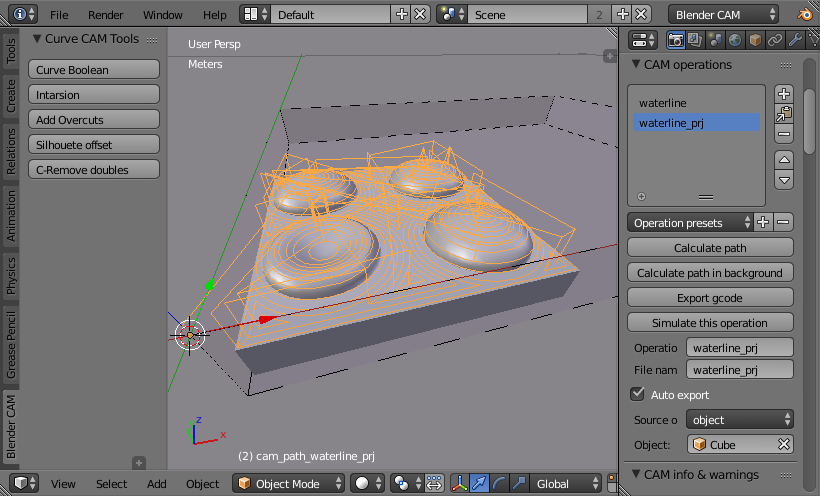 File Render Window Help Default Scene 2 Blender CAM
Tools
Create
Relations
Animation
Physics
Grease Pencil
Blender CAM
Curve CAM Tools
Curve Boolean
Intarsion
Add Overcuts
Silhouete offset
C-Remove doubles
User Persp
Meters
z
x
(2) cam_path_waterline_prj
CAM operations
waterline
waterline_prj
Operation presets
Calculate path
Calculate path in background
Export gcode
Simulate this operation
Operatio waterline_prj
File nam waterline_prj
Auto export
Source o object
Object: Cube
CAM info & warnings
View Select Add Object Object Mode Global